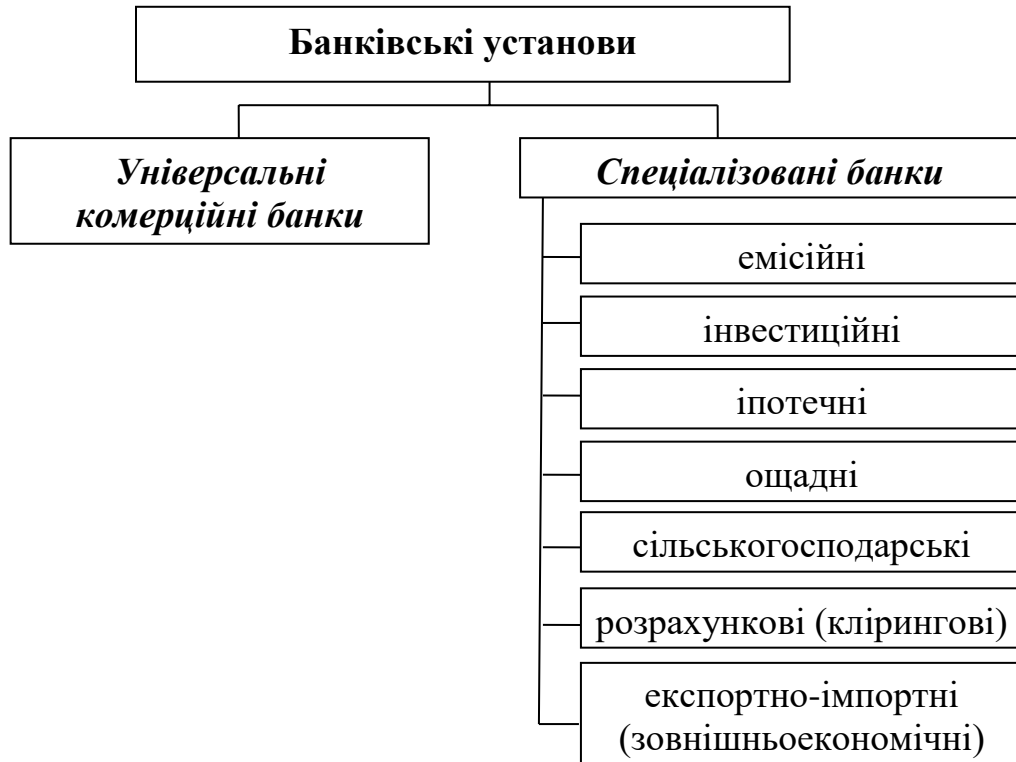 Банківські установи
Універсальні
комерційні банки
Спеціалізовані банки
емісійні
інвестиційні
іпотечні
ощадні
сільськогосподарські
розрахункові (клірингові)
експортно-імпортні
(зовнішньоекономічні)